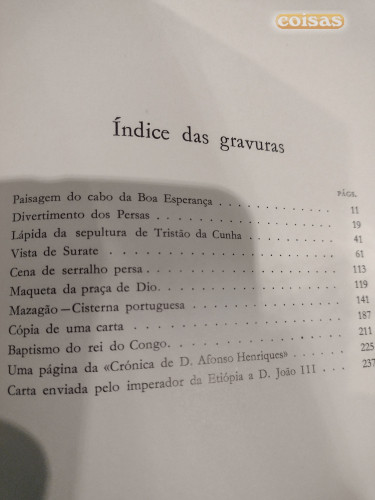 coisas
Índice das gravuras
PÁGS.
Paisagem do cabo da Boa Esperança . . . . . . . . . . . . 11
Divertimento dos Persas . . . . . . . . . . . . . . . . . 19
Lápida da sepultura de Tristão da Cunha . . . . . . . . . 41
Vista de Surate . . . . . . . . . . . . . . . . . . . . . 61
Cena de serralho persa . . . . . . . . . . . . . . . . . 113
Maqueta da praça de Dio . . . . . . . . . . . . . . . . . 119
Mazagão — Cisterna portuguesa . . . . . . . . . . . . . . 141
Cópia de uma carta . . . . . . . . . . . . . . . . . . . 187
Baptismo do rei do Congo. . . . . . . . . . . . . . . . . 211
Uma página da «Crónica de D. Afonso Henriques» . . . . . 225
Carta enviada pelo imperador da Etiópia a D. João III . . . 237